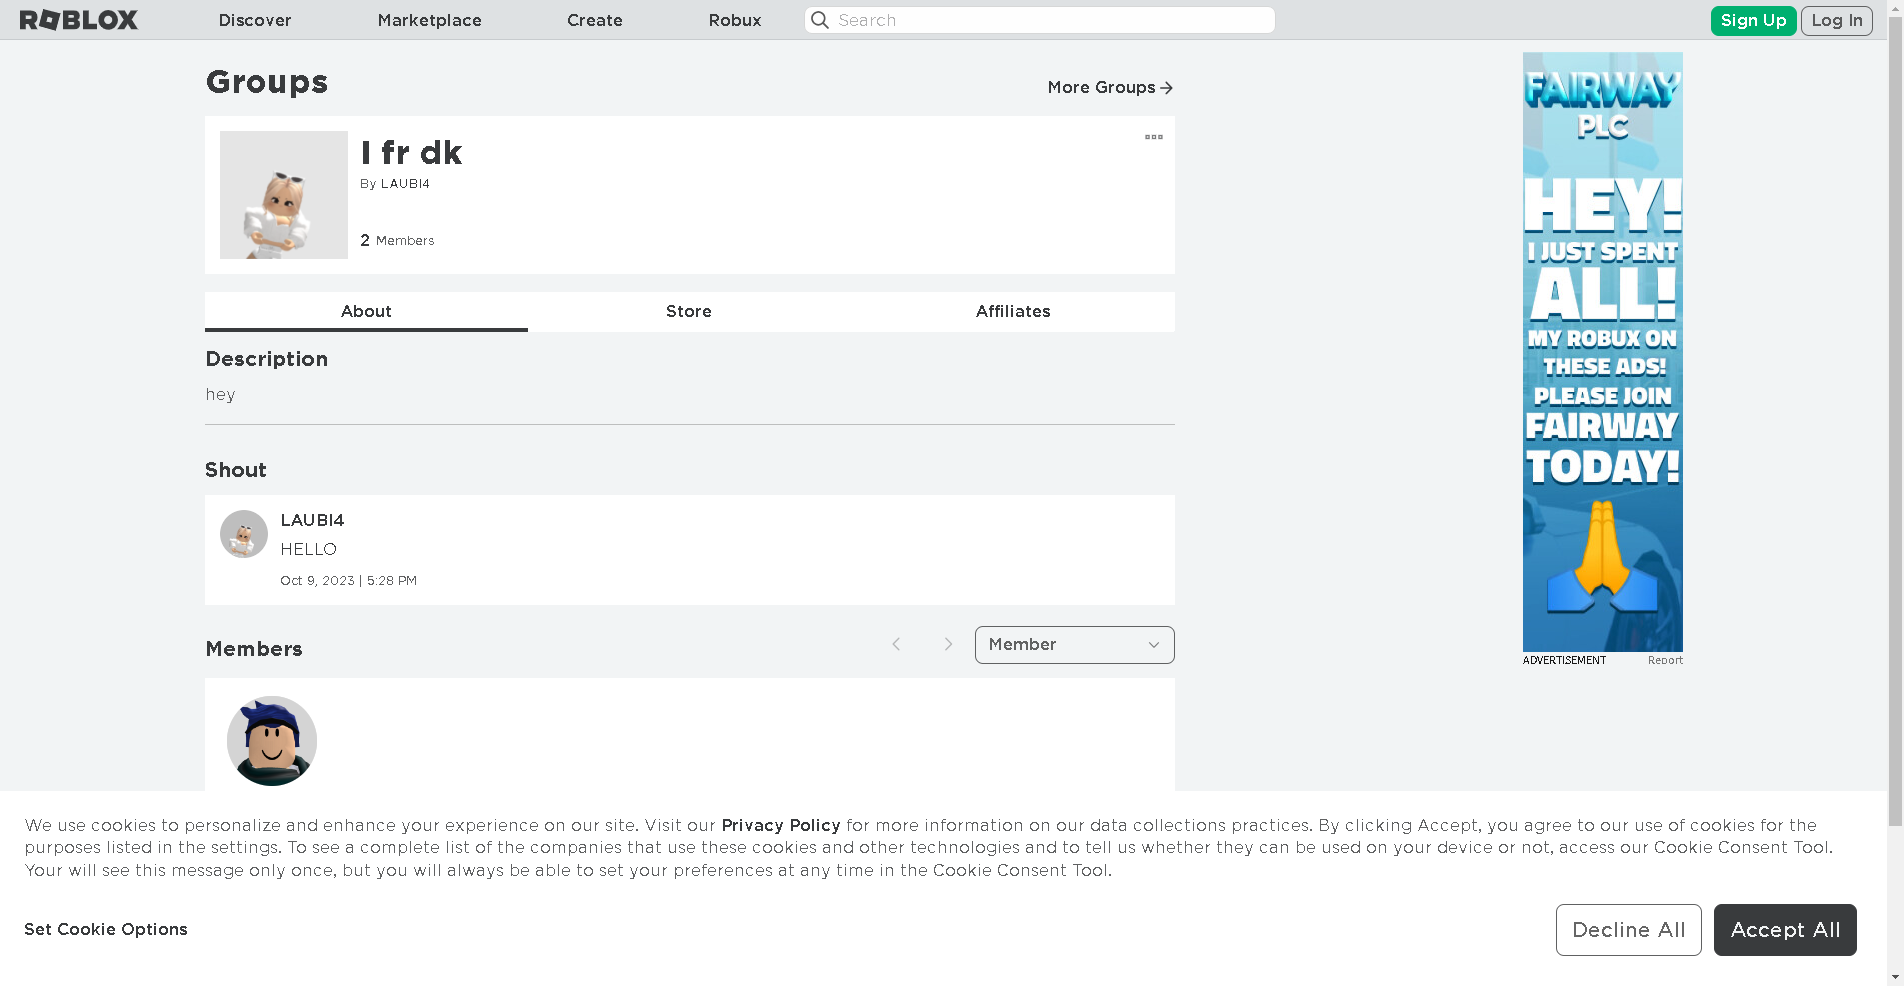 ROBLOX
Discover
Marketplace
Create
Robux
Search
Sign Up
Log In
Groups
More Groups
I fr dk
By LAUBI4
2 Members
About
Store
Affiliates
Description
hey
Shout
LAUBI4
HELLO
Oct 9, 2023 | 5:28 PM
Members
Member
FAIRWAY
PLC
HEY!
I JUST SPENT
ALL!
MY ROBUX ON
THESE ADS!
PLEASE JOIN
FAIRWAY
TODAY!
ADVERTISEMENT
Report
We use cookies to personalize and enhance your experience on our site. Visit our Privacy Policy for more information on our data collections practices. By clicking Accept, you agree to our use of cookies for the
purposes listed in the settings. To see a complete list of the companies that use these cookies and other technologies and to tell us whether they can be used on your device or not, access our Cookie Consent Tool.
Your will see this message only once, but you will always be able to set your preferences at any time in the Cookie Consent Tool.
Set Cookie Options
Decline All
Accept All